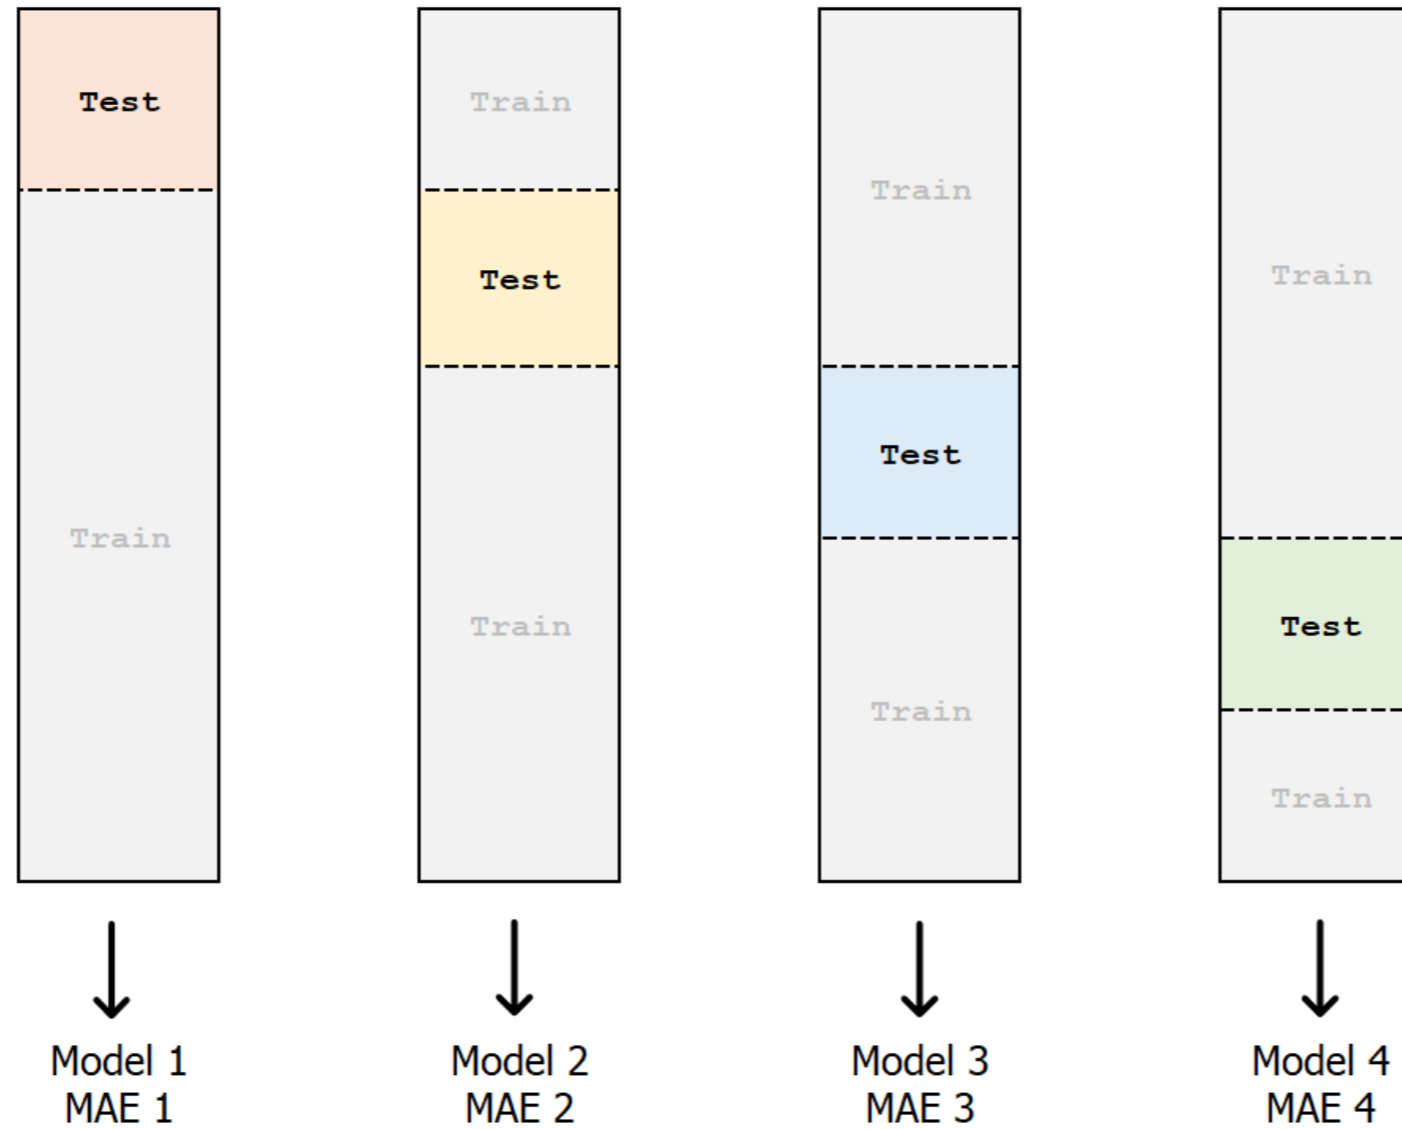 Test
Train
Train
Test
Train
Train
Test
Train
Train
Test
Train
Model 1
MAE 1
Model 2
MAE 2
Model 3
MAE 3
Model 4
MAE 4